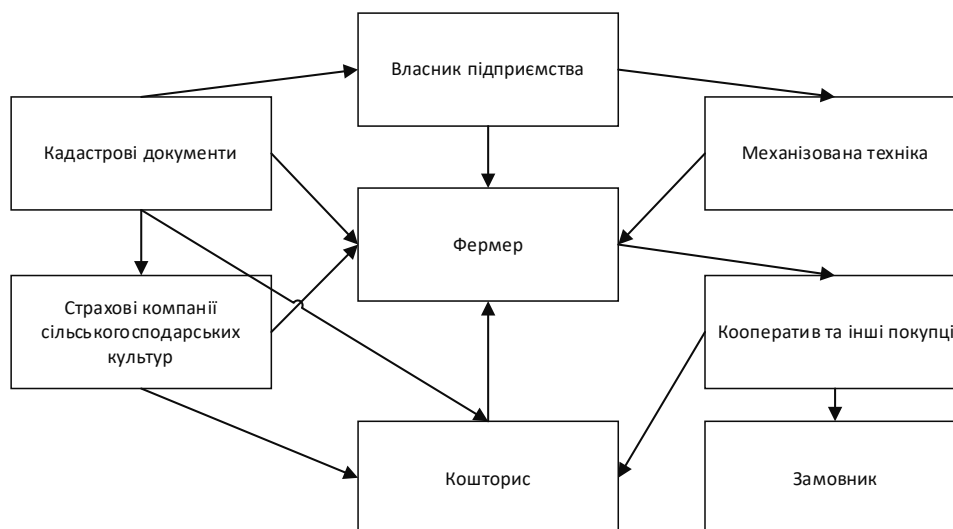 Власник підприємства
Кадастрові документи
Механізована техніка
Фермер
Страхові компанії
сільськогосподарських
культур
Кооператив та інші покупці
Кошторис
Замовник